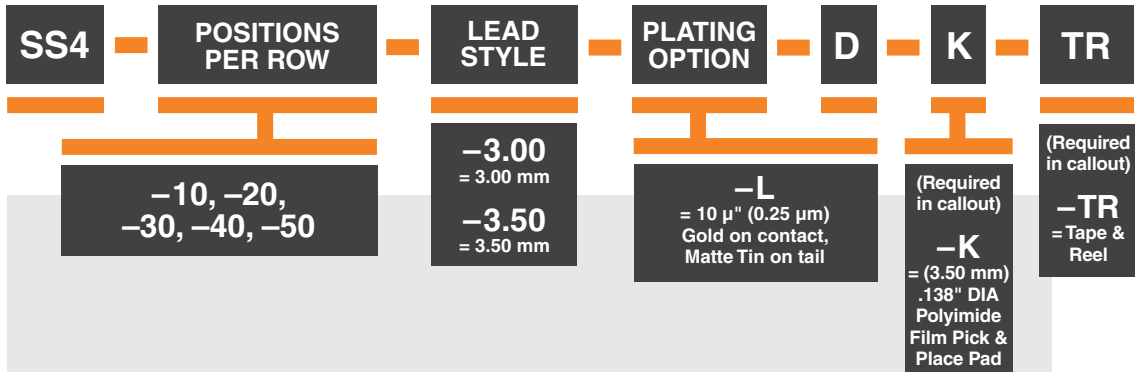 SS4
POSITIONS
PER ROW
LEAD
STYLE
PLATING
OPTION
D
K
TR
–10, –20,
–30, –40, –50
–3.00
= 3.00 mm
–3.50
= 3.50 mm
–L
= 10 µ" (0.25 µm)
Gold on contact,
Matte Tin on tail
(Required
in callout)
–K
= (3.50 mm)
.138" DIA
Polyimide
Film Pick &
Place Pad
(Required
in callout)
–TR
= Tape &
Reel